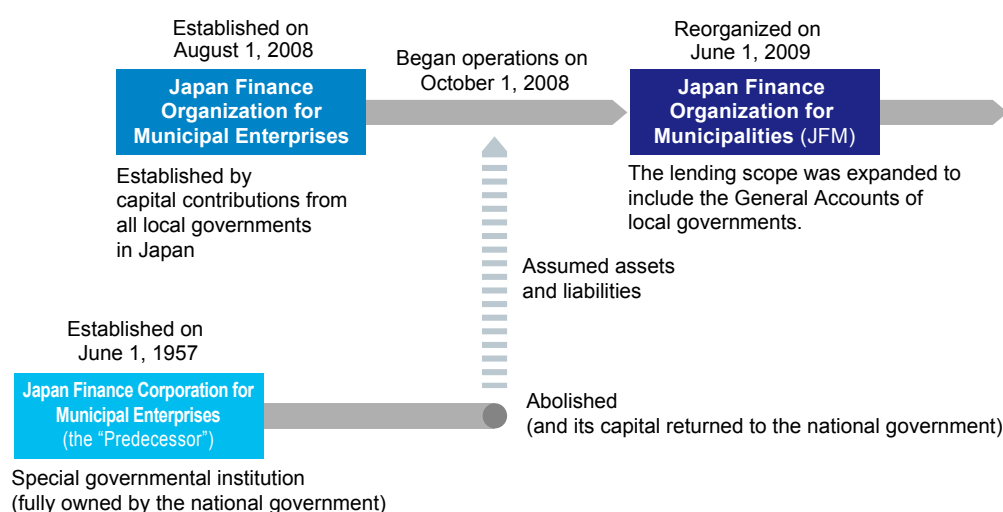 Established on
August 1, 2008
Japan Finance
Organization for
Municipal Enterprises
Established by
capital contributions from
all local governments
in Japan
Began operations on
October 1, 2008
Reorganized on
June 1, 2009
Japan Finance
Organization for
Municipalities (JFM)
The lending scope was expanded to
include the General Accounts of
local governments.
Assumed assets
and liabilities
Established on
June 1, 1957
Japan Finance Corporation for
Municipal Enterprises
(the “Predecessor”)
Special governmental institution
(fully owned by the national government)
Abolished
(and its capital returned to the national government)